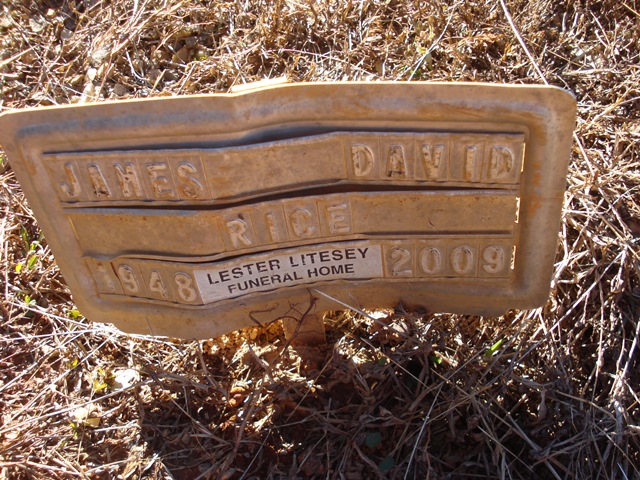 JAMES DAVID
RICE
1948 LESTER LITESEY 2009
FUNERAL HOME